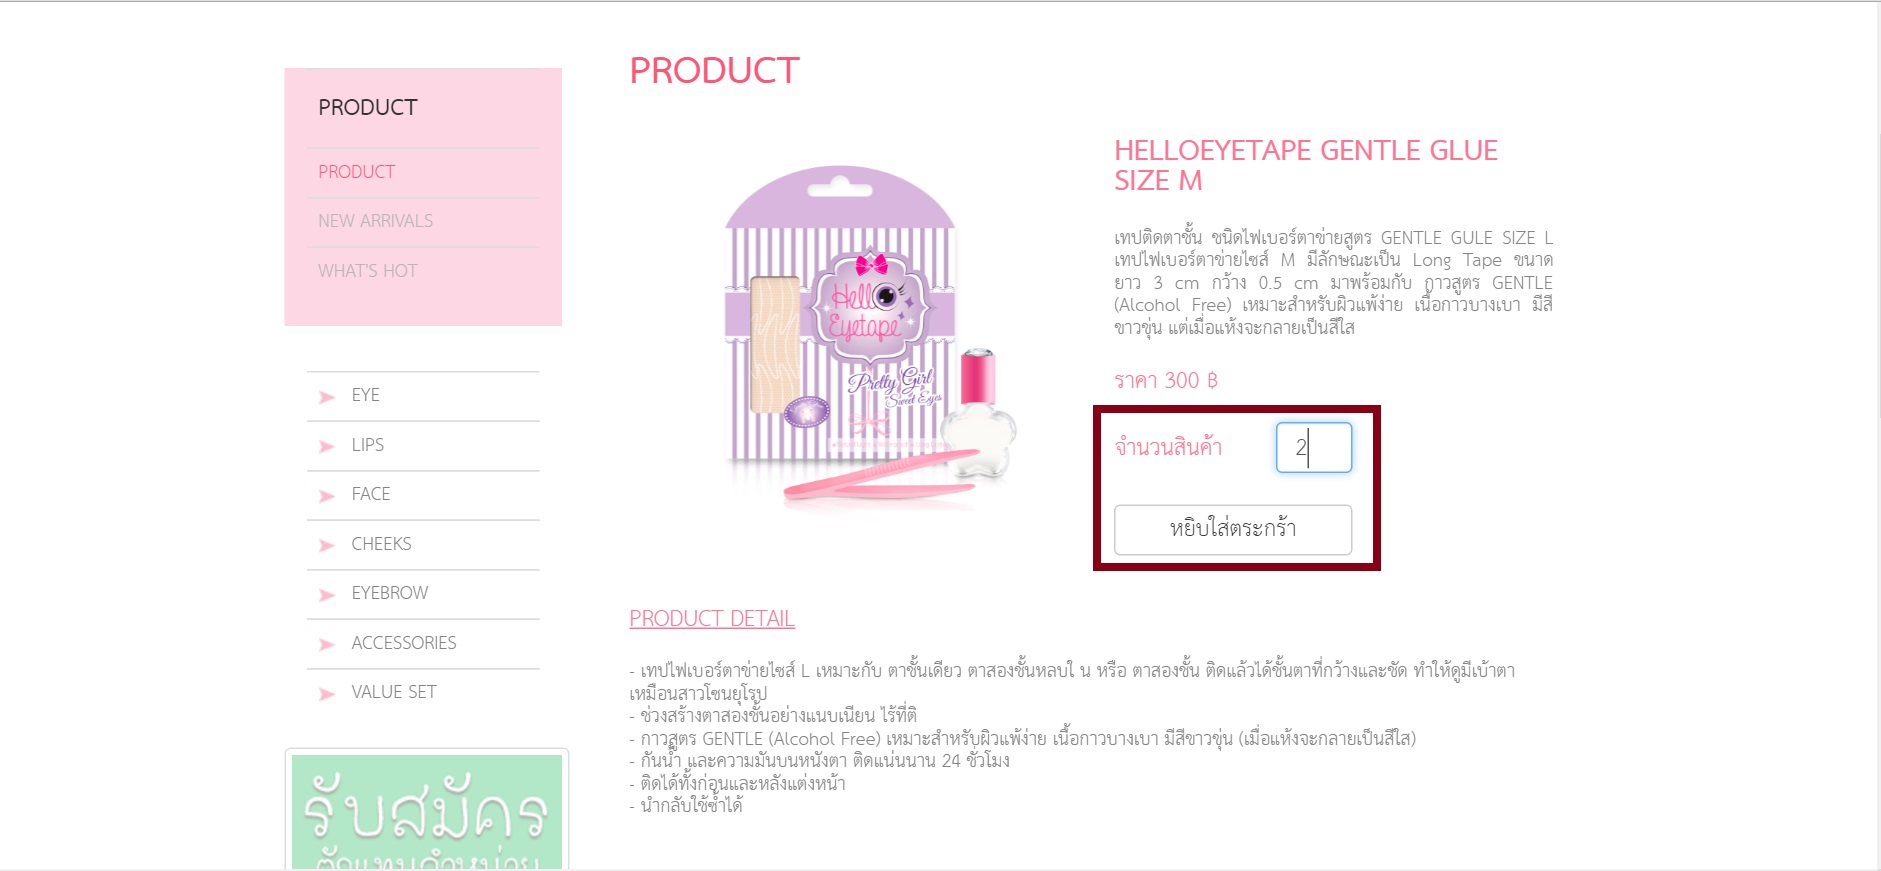 PRODUCT
PRODUCT
NEW ARRIVALS
WHAT'S HOT
EYE
LIPS
FACE
CHEEKS
EYEBROW
ACCESSORIES
VALUE SET
รับสมัคร
ตัวแทนจำหน่าย
PRODUCT
Hello
Eyetape
Pretty Girl
Sweet Eyes
HELLOEYETAPE GENTLE GLUE
SIZE M
เทปติดตาชั้น ชนิดไฟเบอร์ตาข่ายสูตร GENTLE GULE SIZE L
เทปไฟเบอร์ตาข่ายไซส์ M มีลักษณะเป็น Long Tape ขนาด
ยาว 3 cm กว้าง 0.5 cm มาพร้อมกับ กาวสูตร GENTLE
(Alcohol Free) เหมาะสำหรับผิวแพ้ง่าย เนื้อกาวบางเบา มีสี
ขาวขุ่น แต่เมื่อแห้งจะกลายเป็นสีใส
ราคา 300 ฿
จำนวนสินค้า 2
หยิบใส่ตระกร้า
PRODUCT DETAIL
- เทปไฟเบอร์ตาข่ายไซส์ L เหมาะกับ ตาชั้นเดียว ตาสองชั้นหลบใ น หรือ ตาสองชั้น ติดแล้วได้ชั้นตาที่กว้างและชัด ทำให้ดูมีเบ้าตา
เหมือนสาวโซนยุโรป
- ช่วงสร้างตาสองชั้นอย่างแนบเนียน ไร้ที่ติ
- กาวสูตร GENTLE (Alcohol Free) เหมาะสำหรับผิวแพ้ง่าย เนื้อกาวบางเบา มีสีขาวขุ่น (เมื่อแห้งจะกลายเป็นสีใส)
- กันน้ำ และความมันบนหนังตา ติดแน่นนาน 24 ชั่วโมง
- ติดได้ทั้งก่อนและหลังแต่งหน้า
- นำกลับใช้ซ้ำได้